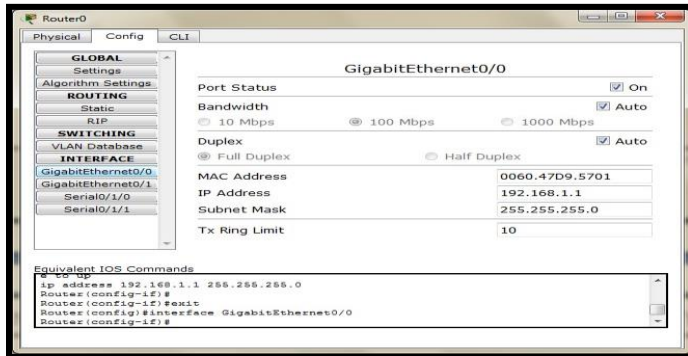 Router0
Physical Config CLI
GLOBAL
Settings
Algorithm Settings
ROUTING
Static
RIP
SWITCHING
VLAN Database
INTERFACE
GigabitEthernet0/0
GigabitEthernet0/1
Serial0/1/0
Serial0/1/1
GigabitEthernet0/0
Port Status On
Bandwidth Auto
10 Mbps 100 Mbps 1000 Mbps
Duplex Auto
Full Duplex Half Duplex
MAC Address 0060.47D9.5701
IP Address 192.168.1.1
Subnet Mask 255.255.255.0
Tx Ring Limit 10
Equivalent IOS Commands
e to up
ip address 192.168.1.1 255.255.255.0
Router(config-if)#
Router(config-if)#exit
Router(config)#interface GigabitEthernet0/0
Router(config-if)#